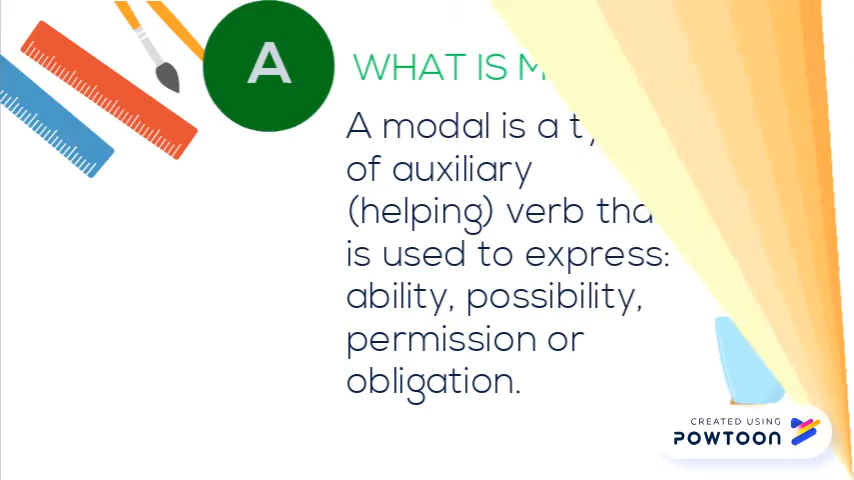 A
WHAT IS
A modal is a
of auxiliary
(helping) verb
is used to express:
ability, possibility,
permission or
obligation.
CREATED USING
POWTOON